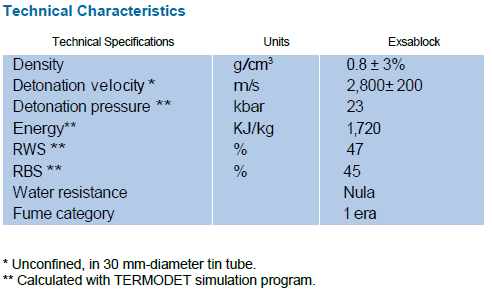 Technical Characteristics
Technical Specifications Units Exsablock
Density g/cm³ 0.8 ± 3%
Detonation velocity * m/s 2,800± 200
Detonation pressure ** kbar 23
Energy** KJ/kg 1,720
RWS ** % 47
RBS ** % 45
Water resistance Nula
Fume category 1 era
* Unconfined, in 30 mm-diameter tin tube.
** Calculated with TERMODET simulation program.